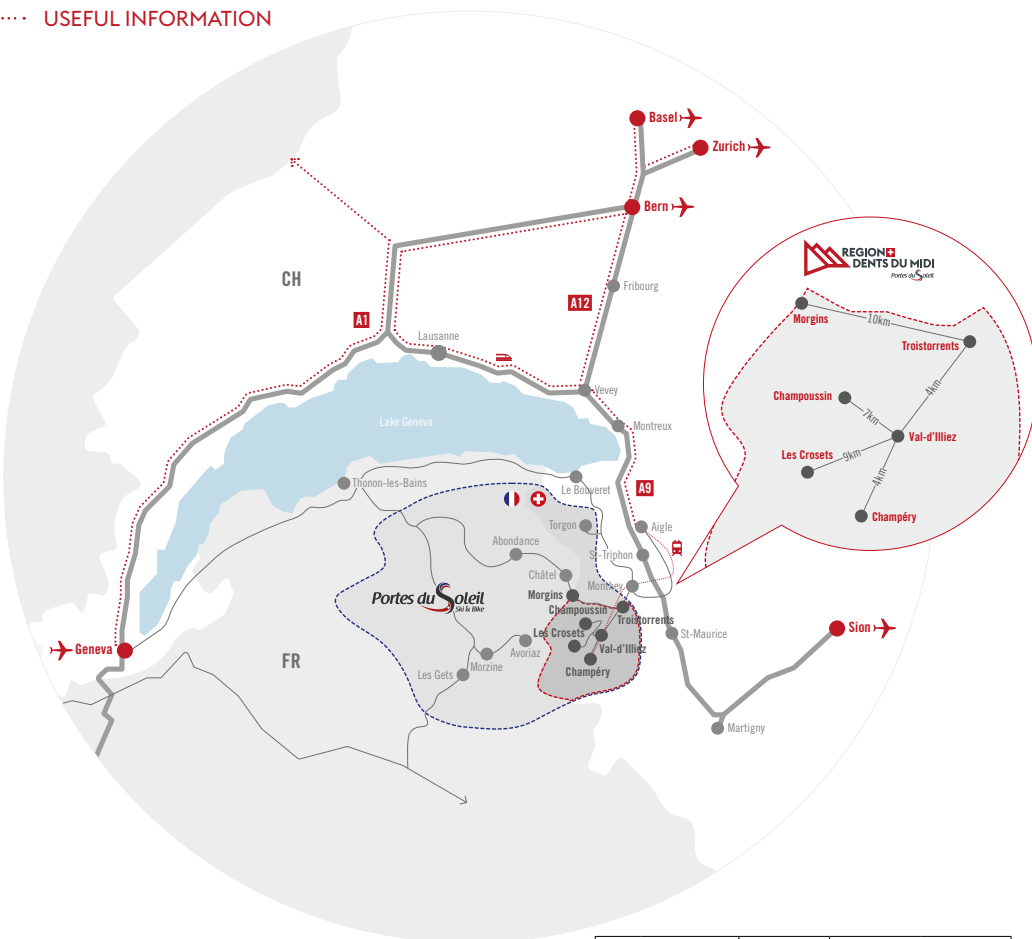 USEFUL INFORMATION
Basel
Zurich
Bern
CH
A12
Fribourg
A1
Lausanne
Vevey
Lake Geneva
Montreux
Thonon-les-Bains
Le Bouveret
A9
Torgon
Aigle
Abondance
St-Triphon
Châtel
Monthey
Morgins
Portes du Soleil
Ski & Bike
Champoussin
Troistorrents
Les Crosets
Val-d'Illiez
St-Maurice
Sion
Geneva
FR
Avoriaz
Morzine
Les Gets
Champéry
Martigny
REGION
DENTS DU MIDI
Portes du Soleil
Morgins
10km
Troistorrents
Champoussin
4km
7km
Val-d'Illiez
Les Crosets
9km
4km
Champéry